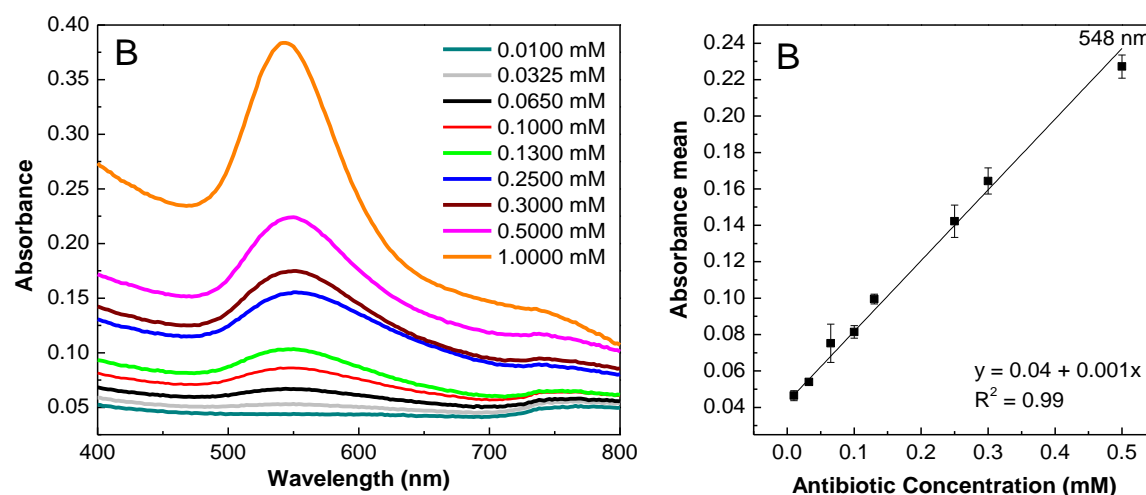 B
0.40
0.35
0.30
0.25
0.20
0.15
0.10
0.05
Absorbance
0.0100 mM
0.0325 mM
0.0650 mM
0.1000 mM
0.1300 mM
0.2500 mM
0.3000 mM
0.5000 mM
1.0000 mM
400 500 600 700 800
Wavelength (nm)
B
548 nm
0.24
0.22
0.20
0.18
0.16
0.14
0.12
0.10
0.08
0.06
0.04
Absorbance mean
y = 0.04 + 0.001x
R² = 0.99
0.0 0.1 0.2 0.3 0.4 0.5
Antibiotic Concentration (mM)